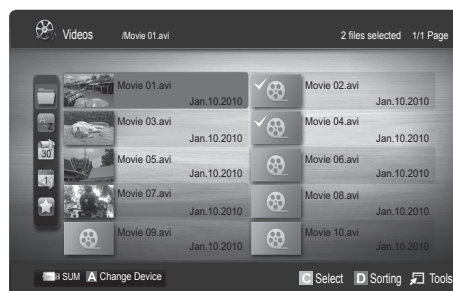 Videos /Movie 01.avi 2 files selected 1/1 Page
Movie 01.avi Movie 02.avi
Jan.10.2010 Jan.10.2010
Movie 03.avi Movie 04.avi
Jan.10.2010 Jan.10.2010
Movie 05.avi Movie 06.avi
Jan.10.2010 Jan.10.2010
Movie 07.avi Movie 08.avi
Jan.10.2010 Jan.10.2010
Movie 09.avi Movie 10.avi
Jan.10.2010 Jan.10.2010
30
1
SUM A Change Device C Select D Sorting Tools